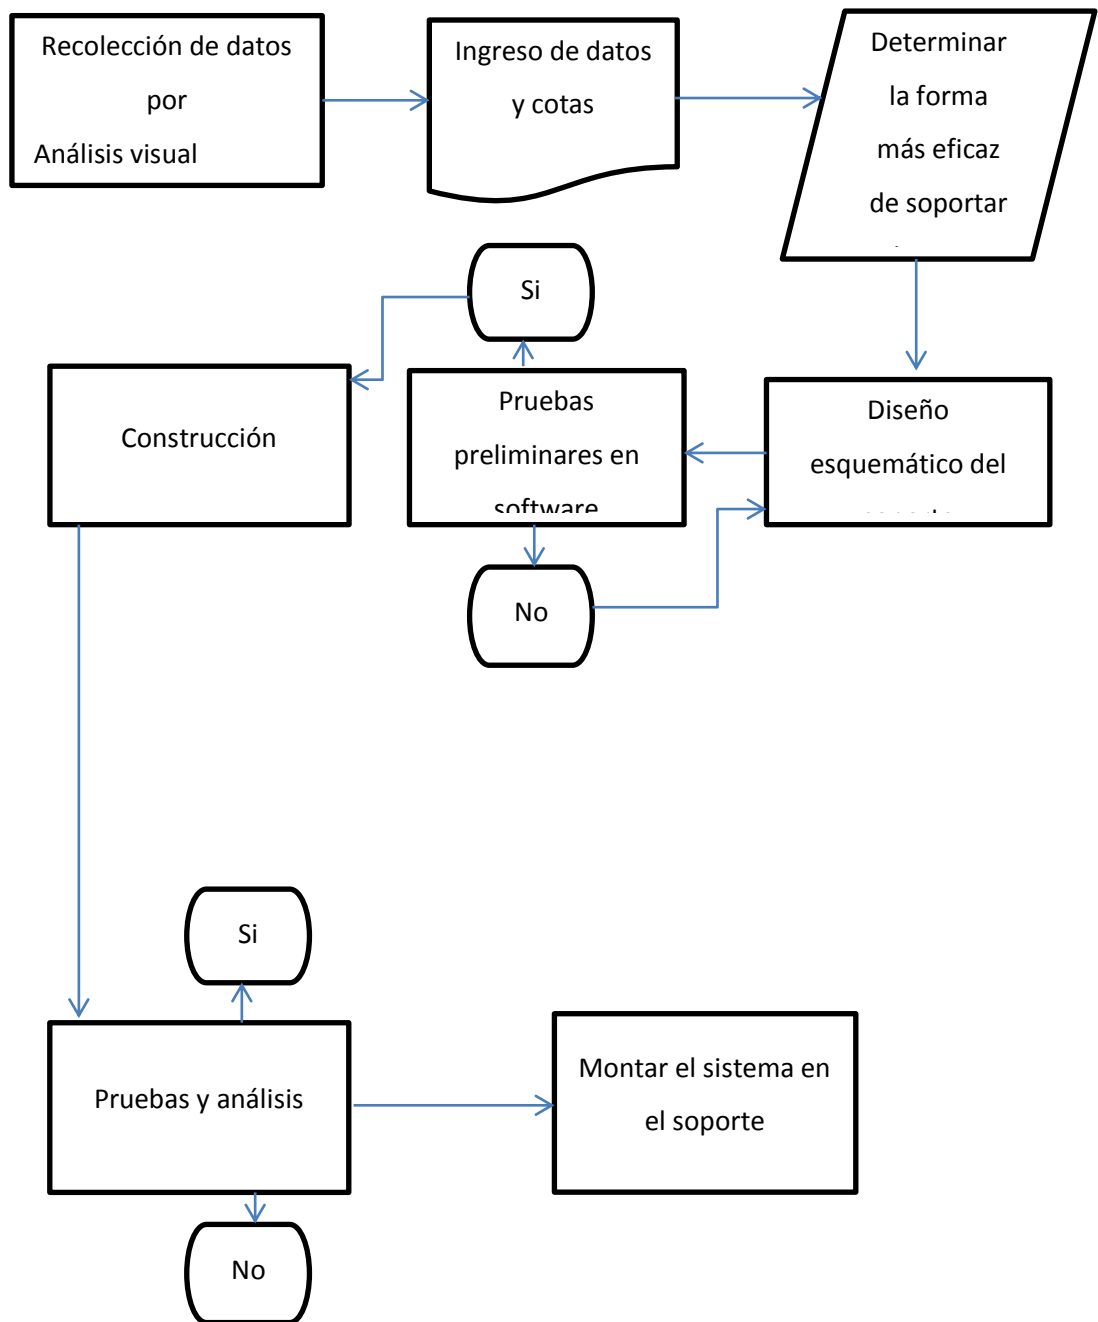 Recolección de datos
por
Análisis visual
Ingreso de datos
y cotas
Determinar
la forma
más eficaz
de soportar
Si
Construcción
Pruebas
preliminares en
software
Diseño
esquemático del
No
Si
Pruebas y análisis
Montar el sistema en
el soporte
No